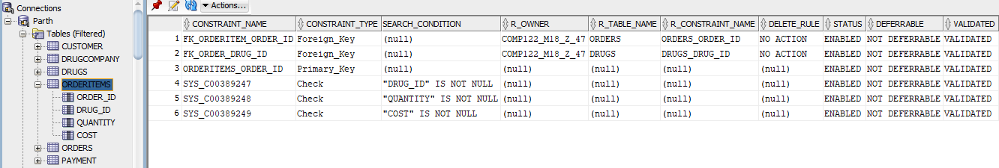 Connections
Parth
Tables (Filtered)
CUSTOMER
DRUGCOMPANY
DRUGS
ORDERITEMS
ORDER_ID
DRUG_ID
QUANTITY
COST
ORDERS
PAYMENT
Actions...
CONSTRAINT_NAME CONSTRAINT_TYPE SEARCH_CONDITION R_OWNER R_TABLE_NAME R_CONSTRAINT_NAME DELETE_RULE STATUS DEFERRABLE VALIDATED
1 FK_ORDERITEM_ORDER_ID Foreign_Key (null) COMP122_M18_Z_47 ORDERS ORDERS_ORDER_ID NO ACTION ENABLED NOT DEFERRABLE VALIDATED
2 FK_ORDER_DRUG_ID Foreign_Key (null) COMP122_M18_Z_47 DRUGS DRUGS_DRUG_ID NO ACTION ENABLED NOT DEFERRABLE VALIDATED
3 ORDERITEMS_ORDER_ID Primary_Key (null) (null) (null) (null) (null) ENABLED NOT DEFERRABLE VALIDATED
4 SYS_C00389247 Check "DRUG_ID" IS NOT NULL (null) (null) (null) (null) ENABLED NOT DEFERRABLE VALIDATED
5 SYS_C00389248 Check "QUANTITY" IS NOT NULL (null) (null) (null) (null) ENABLED NOT DEFERRABLE VALIDATED
6 SYS_C00389249 Check "COST" IS NOT NULL (null) (null) (null) (null) ENABLED NOT DEFERRABLE VALIDATED